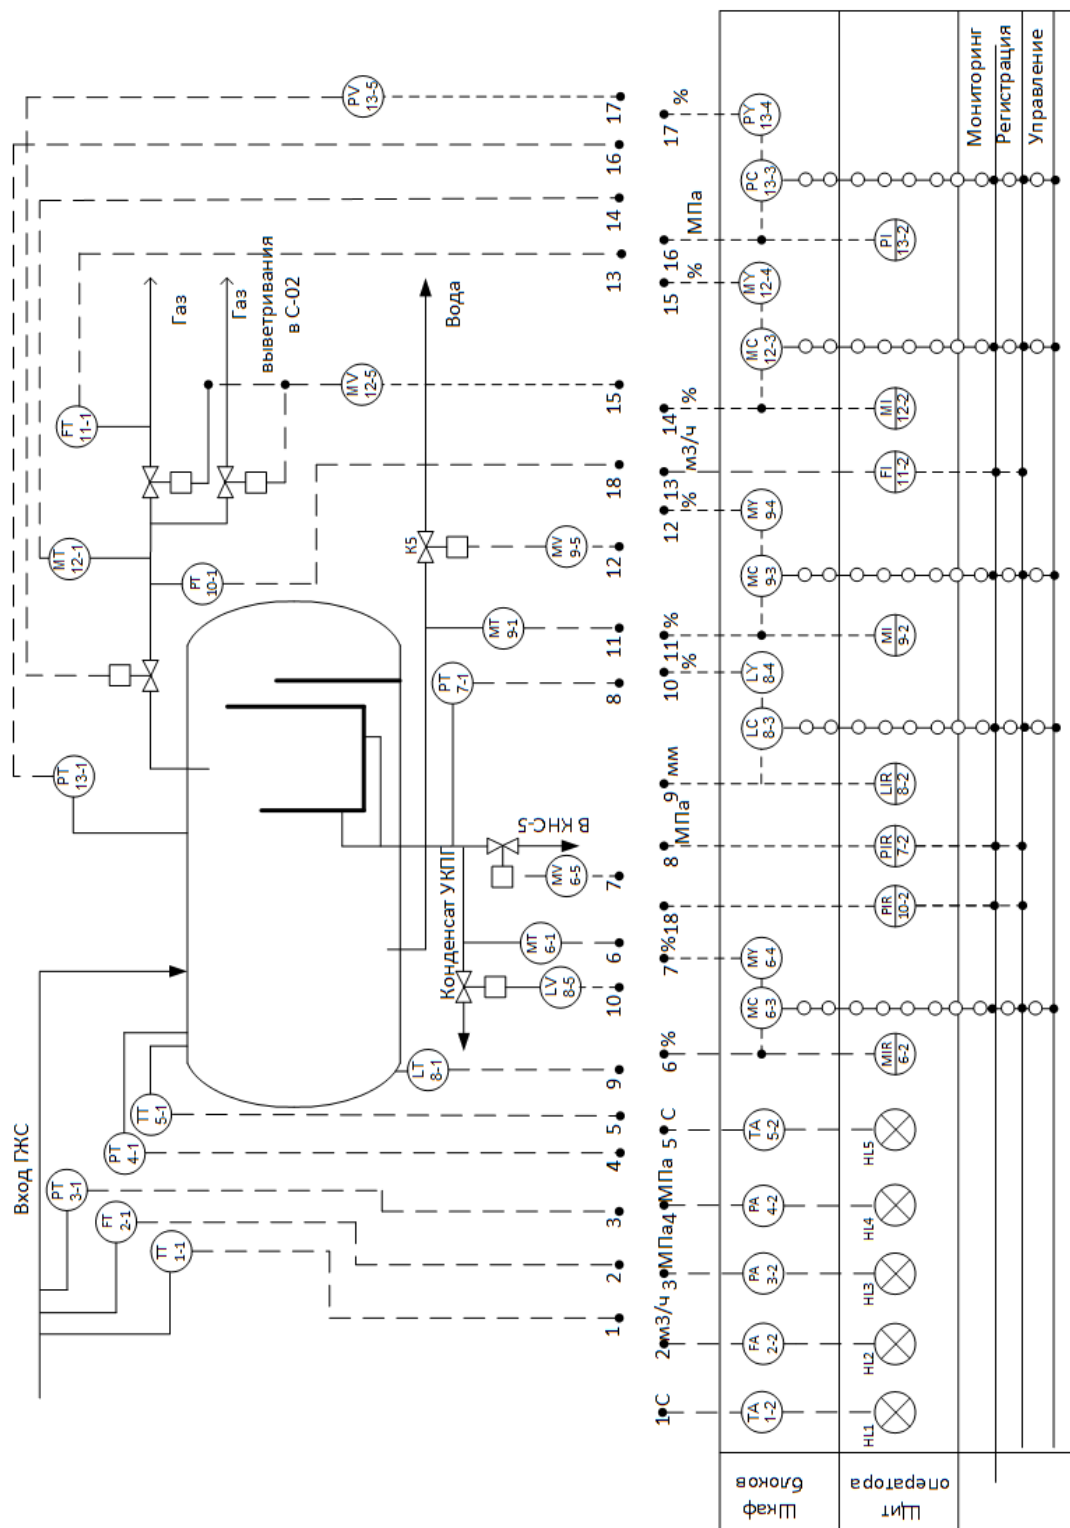 Вход ГЖС
TT
1-1
FT
2-1
PT
3-1
PT
4-1
TT
5-1
PT
13-1
MT
12-1
PT
10-1
FT
11-1
Газ
Газ
выветривания
в С-02
PV
13-5
MV
12-5
LT
8-1
Конденсат УКПГ
LV
8-5
MT
6-1
MV
6-5
В КНС-5
PT
7-1
MT
9-1
К5
MV
9-5
Вода
1
2
3
4
5
9
10
6
7
8
11
12
18
15
13
14
16
17
1 С
2 м3/ч
3 МПа
4 МПа
5 С
6 %
7 %
18
8 МПа
9 мм
10 %
11 %
12 %
13 м3/ч
14 %
15 %
16 МПа
17 %
Шкаф
блоков
TA
1-2
FA
2-2
PA
3-2
PA
4-2
TA
5-2
MC
6-3
MY
6-4
LC
8-3
LY
8-4
MC
9-3
MY
9-4
MC
12-3
MY
12-4
PC
13-3
PY
13-4
Щит
оператора
HL1
HL2
HL3
HL4
HL5
MIR
6-2
PIR
10-2
PIR
7-2
LIR
8-2
MI
9-2
FI
11-2
MI
12-2
PI
13-2
Мониторинг
Регистрация
Управление